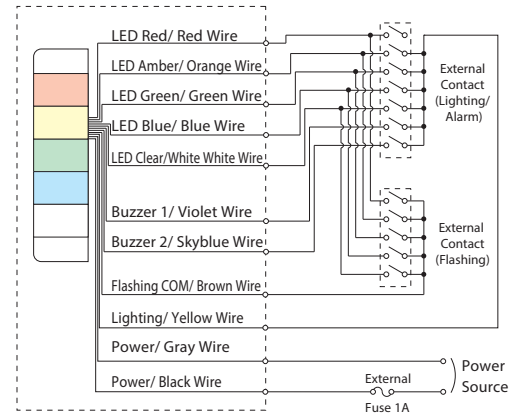 LED Red/ Red Wire
LED Amber/ Orange Wire
LED Green/ Green Wire
LED Blue/ Blue Wire
LED Clear/White White Wire
Buzzer 1/ Violet Wire
Buzzer 2/ Skyblue Wire
Flashing COM/ Brown Wire
Lighting/ Yellow Wire
Power/ Gray Wire
Power/ Black Wire
External
Contact
(Lighting/
Alarm)
External
Contact
(Flashing)
Power
Source
External
Fuse 1A